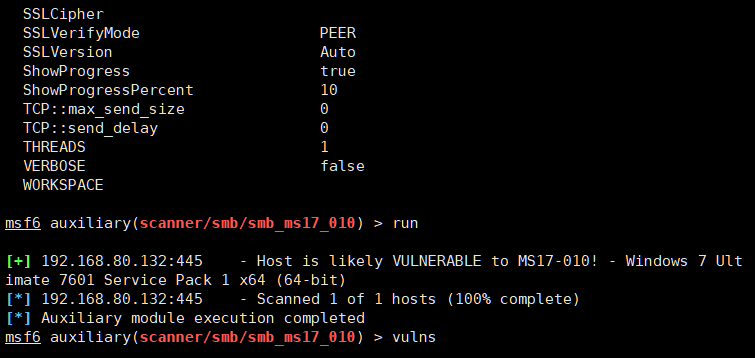 SSLCipher
SSLVerifyMode PEER
SSLVersion Auto
ShowProgress true
ShowProgressPercent 10
TCP::max_send_size 0
TCP::send_delay 0
THREADS 1
VERBOSE false
WORKSPACE
msf6 auxiliary(scanner/smb/smb_ms17_010) > run
[+] 192.168.80.132:445 - Host is likely VULNERABLE to MS17-010! - Windows 7 Ult
imate 7601 Service Pack 1 x64 (64-bit)
[*] 192.168.80.132:445 - Scanned 1 of 1 hosts (100% complete)
[*] Auxiliary module execution completed
msf6 auxiliary(scanner/smb/smb_ms17_010) > vulns